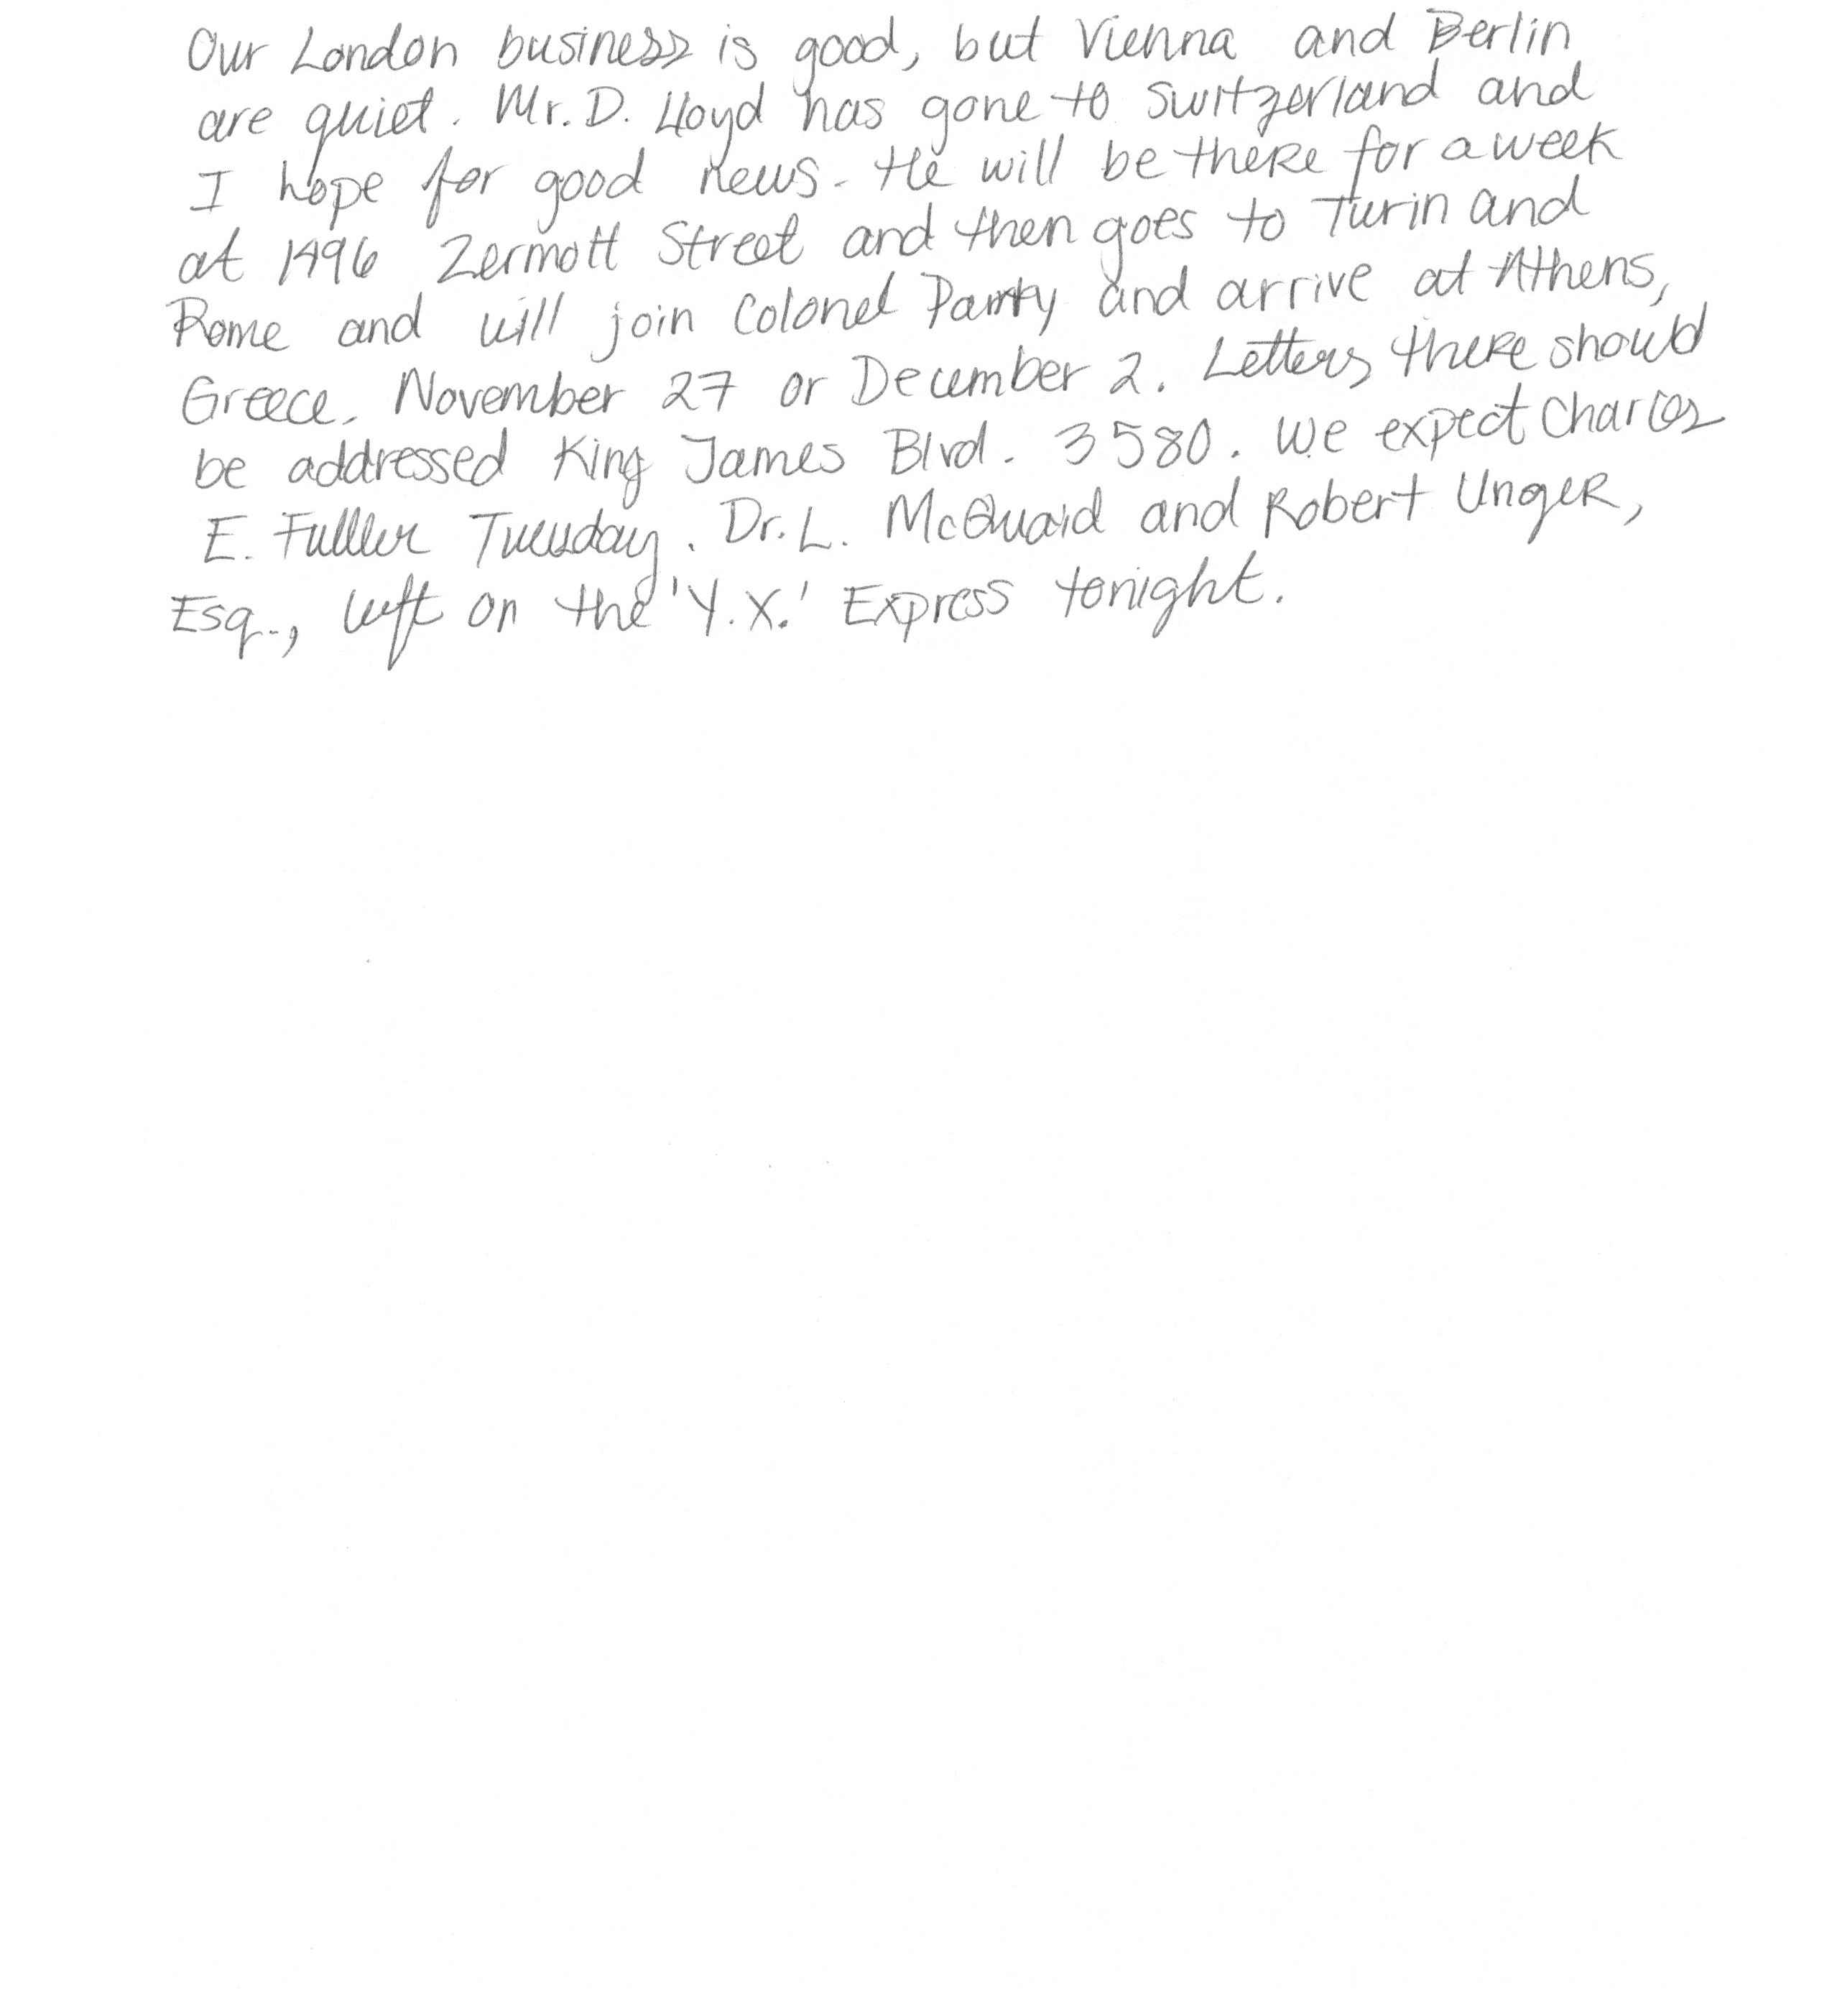 Our London business is good, but Vienna and Berlin
are quiet. Mr. D. Lloyd has gone to Switzerland and
I hope for good news. He will be there for a week
at 1496 Zermott Street and then goes to Turin and
Rome and will join Colonel Parry and arrive at Athens,
Greece, November 27 or December 2. Letters there should
be addressed King James Blvd. 3580. We expect Charles
E. Fuller Tuesday. Dr. L. McQuaid and Robert Unger,
Esq., left on the 'Y.X.' Express tonight.